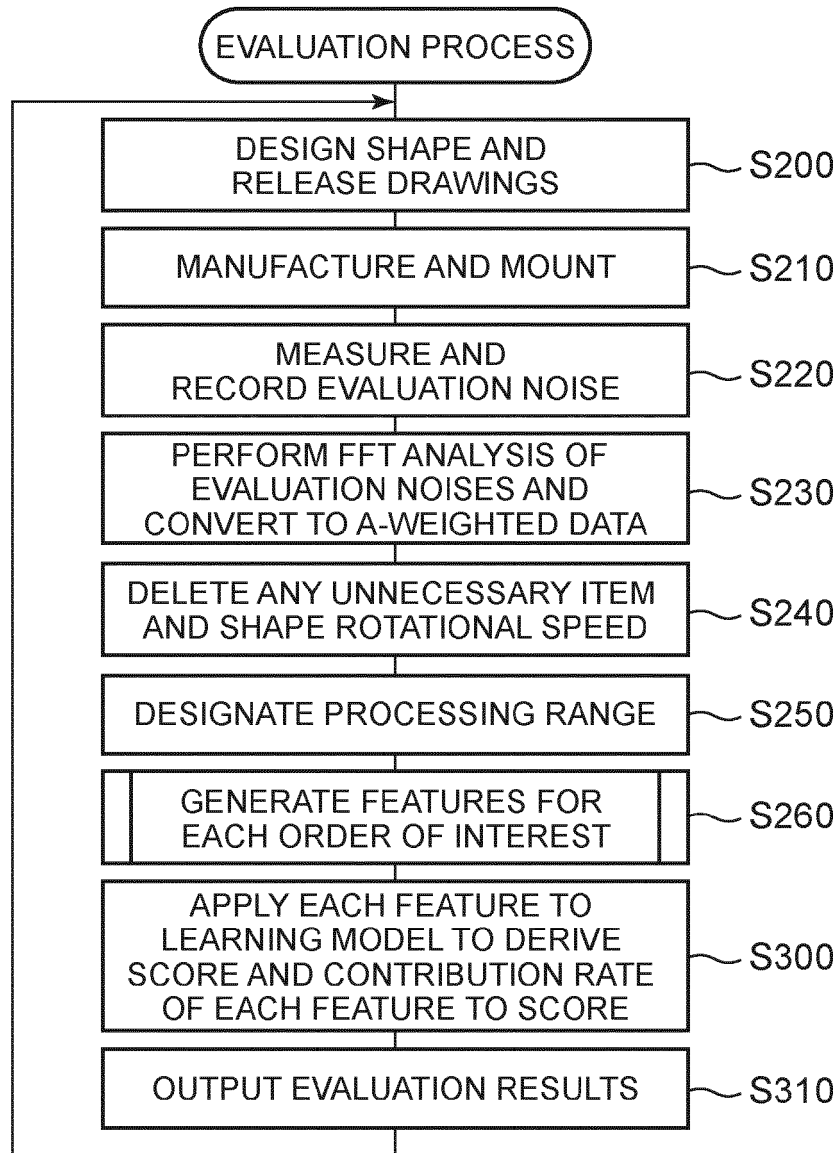 EVALUATION PROCESS
DESIGN SHAPE AND
RELEASE DRAWINGS
S200
MANUFACTURE AND MOUNT
S210
MEASURE AND
RECORD EVALUATION NOISE
S220
PERFORM FFT ANALYSIS OF
EVALUATION NOISES AND
CONVERT TO A-WEIGHTED DATA
S230
DELETE ANY UNNECESSARY ITEM
AND SHAPE ROTATIONAL SPEED
S240
DESIGNATE PROCESSING RANGE
S250
GENERATE FEATURES FOR
EACH ORDER OF INTEREST
S260
APPLY EACH FEATURE TO
LEARNING MODEL TO DERIVE
SCORE AND CONTRIBUTION RATE
OF EACH FEATURE TO SCORE
S300
OUTPUT EVALUATION RESULTS
S310